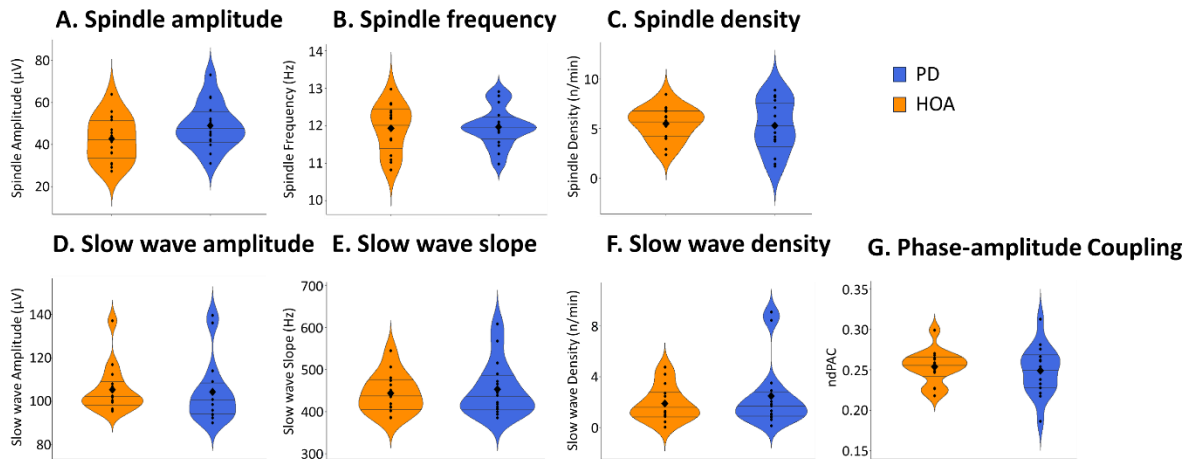 A. Spindle amplitude
Spindle Amplitude (µV)
80
60
40
20
B. Spindle frequency
Spindle Frequency (Hz)
14
13
12
11
10
C. Spindle density
Spindle Density (n/min)
10
5
0
PD
HOA
D. Slow wave amplitude
Slow wave Amplitude (µV)
140
120
100
80
E. Slow wave slope
Slow wave Slope (Hz)
700
600
500
400
300
F. Slow wave density
Slow wave Density (n/min)
8
4
0
G. Phase-amplitude Coupling
ndPAC
0.35
0.30
0.25
0.20
0.15